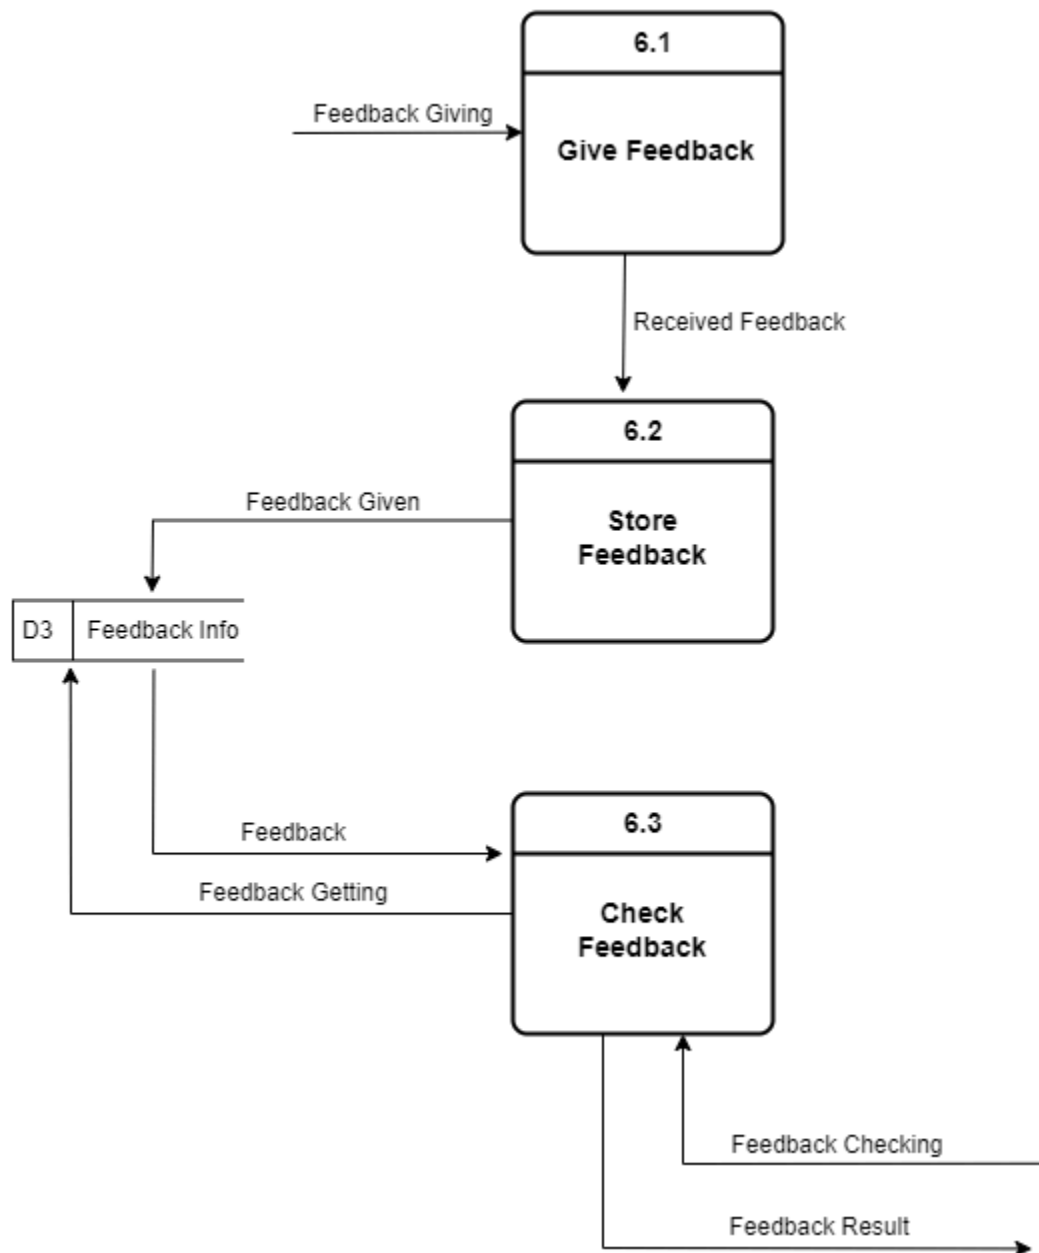 6.1
Feedback Giving
Give Feedback
Received Feedback
6.2
Feedback Given
Store
Feedback
D3
Feedback Info
6.3
Feedback
Feedback Getting
Check
Feedback
Feedback Checking
Feedback Result